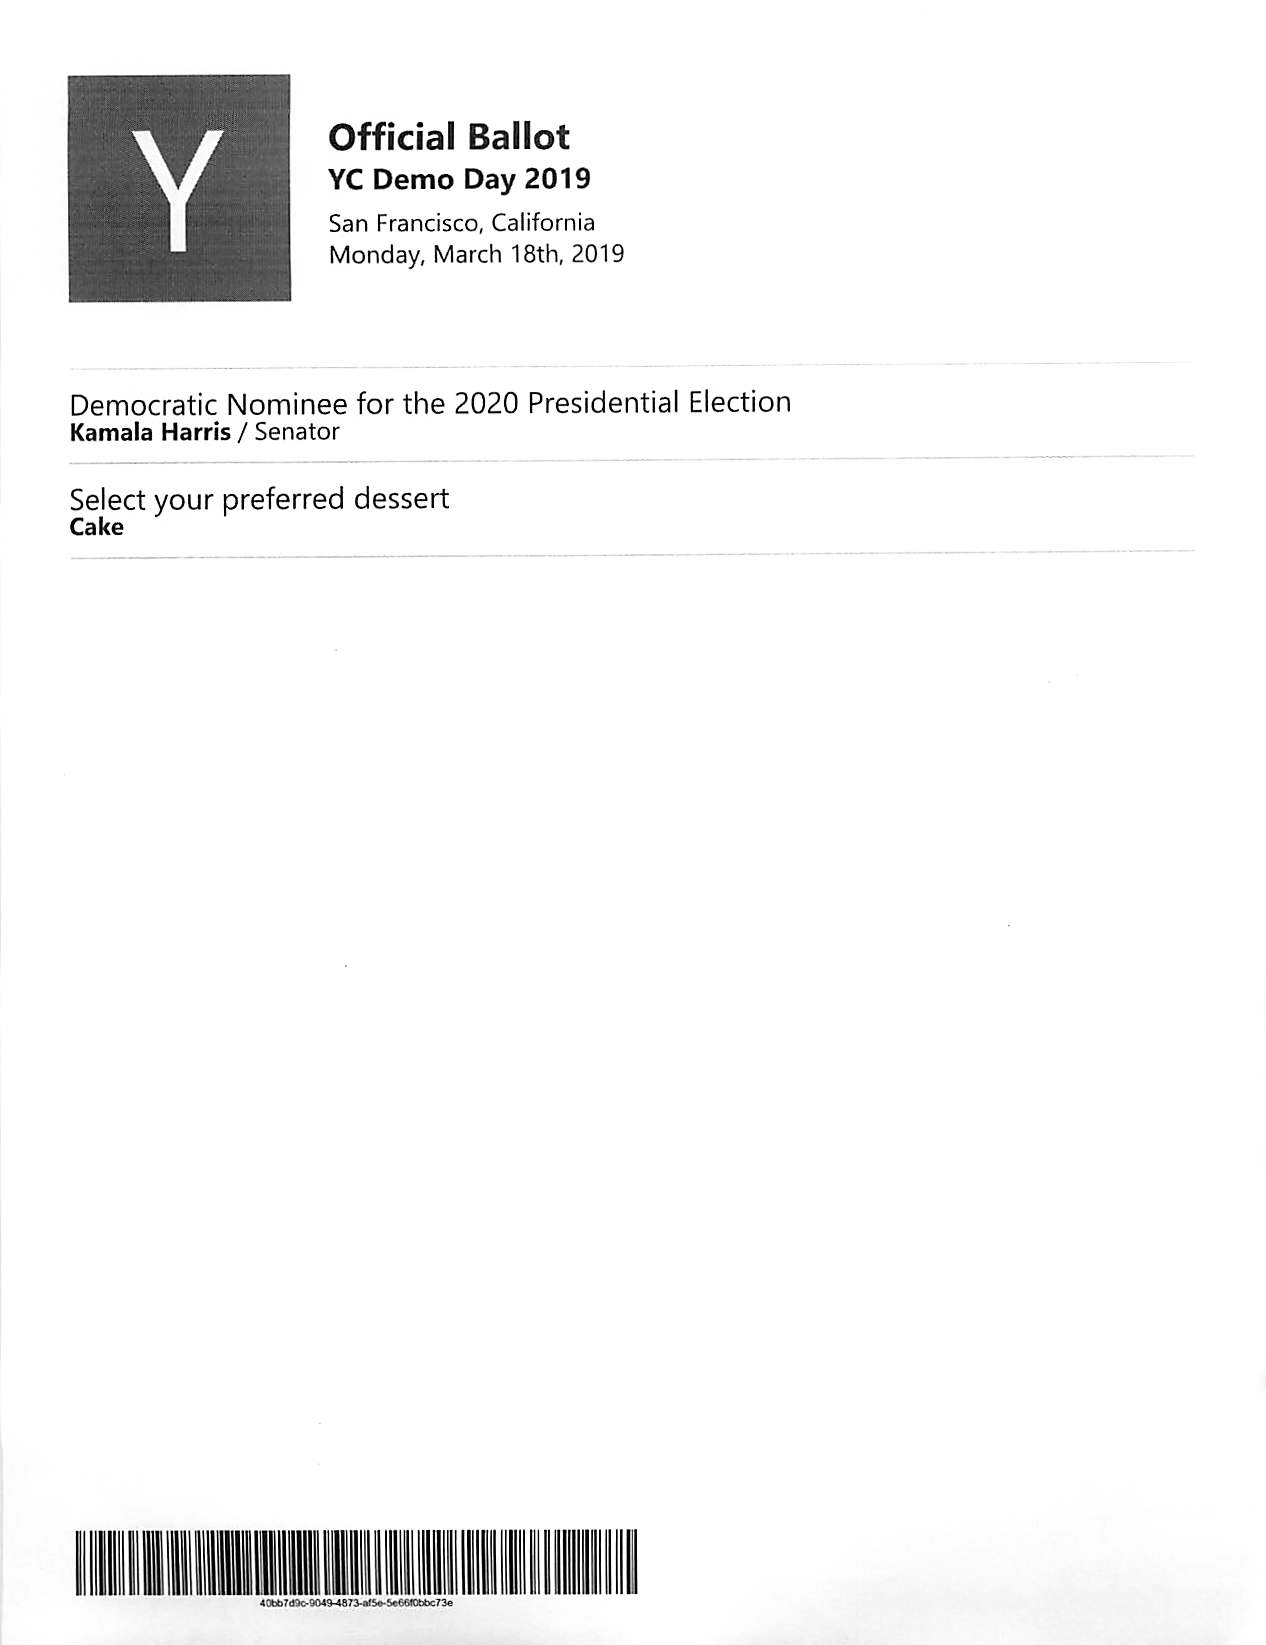 Y
Official Ballot
YC Demo Day 2019
San Francisco, California
Monday, March 18th, 2019
Democratic Nominee for the 2020 Presidential Election
Kamala Harris / Senator
Select your preferred dessert
Cake
40bb7d9c-9049-4873-af5e-5e66f0bbc73e